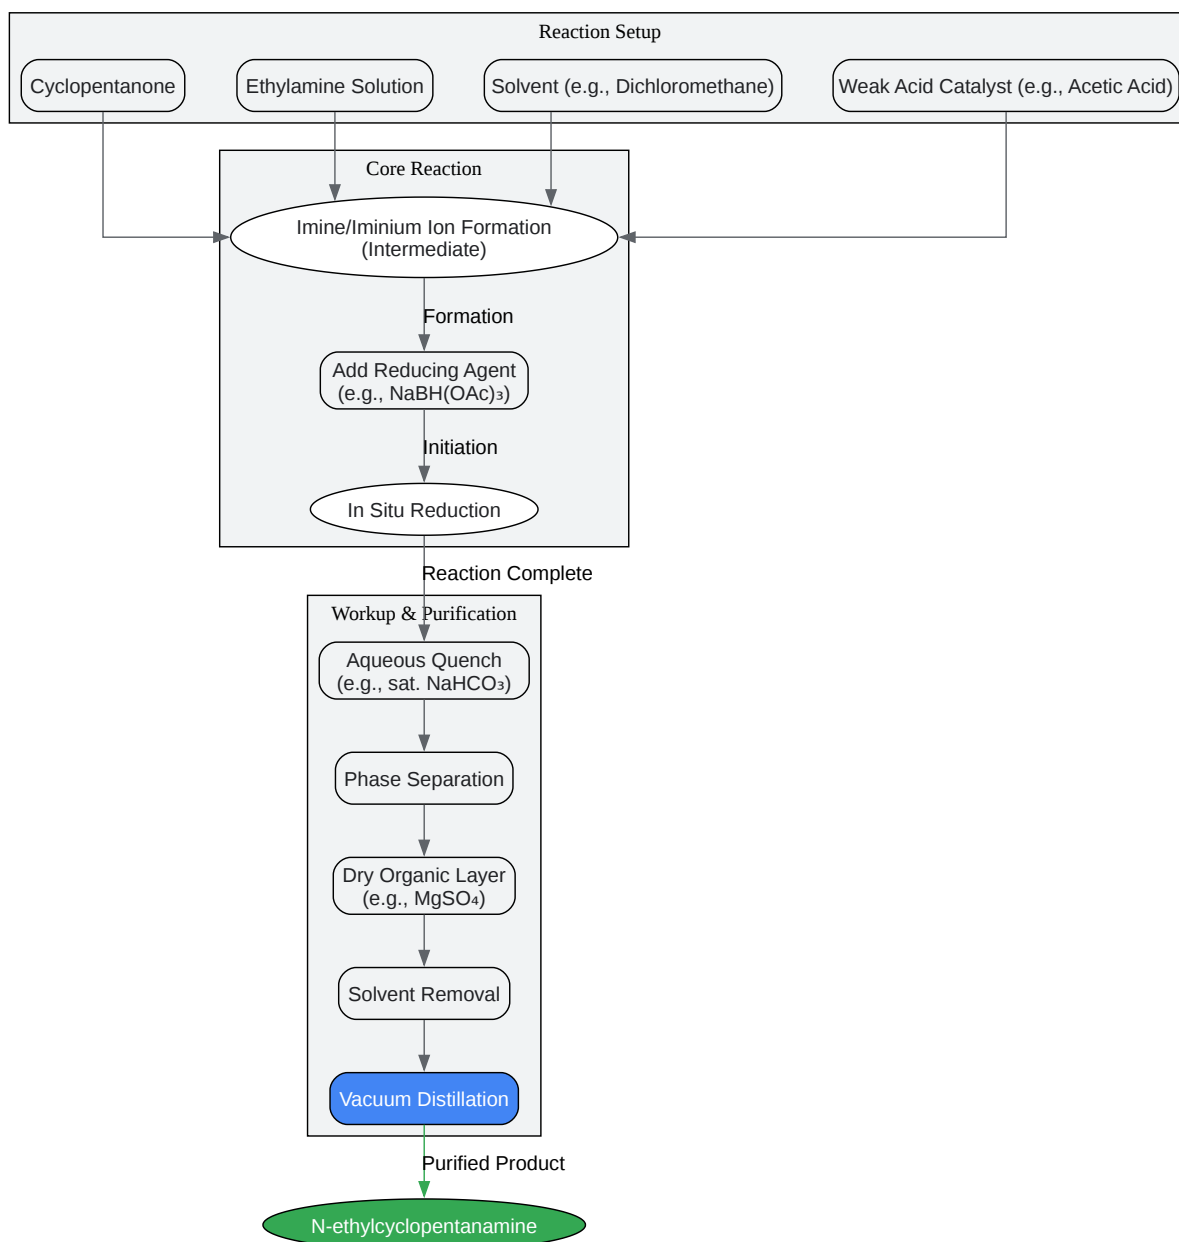 Reaction Setup
Cyclopentanone
Ethylamine Solution
Solvent (e.g., Dichloromethane)
Weak Acid Catalyst (e.g., Acetic Acid)
Core Reaction
Imine/Iminium Ion Formation
(Intermediate)
Formation
Add Reducing Agent
(e.g., NaBH(OAc)₃)
Initiation
In Situ Reduction
Reaction Complete
Workup & Purification
Aqueous Quench
(e.g., sat. NaHCO₃)
Phase Separation
Dry Organic Layer
(e.g., MgSO₄)
Solvent Removal
Vacuum Distillation
Purified Product
N-ethylcyclopentanamine